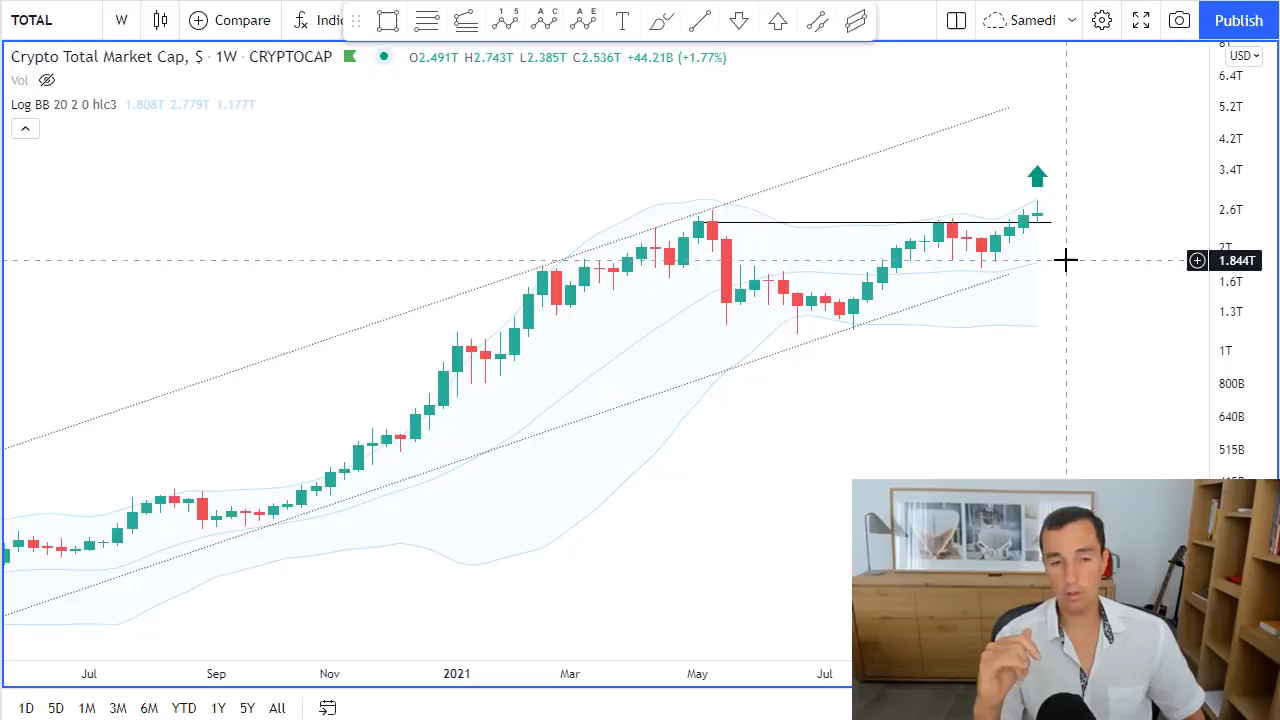 TOTAL W Compare Indi T Samedi Publish
1 5 A C A E
Crypto Total Market Cap, $ · 1W · CRYPTOCAP O2.491T H2.743T L2.385T C2.536T +44.21B (+1.77%)
USD
Vol
6.4T
Log BB 20 2 0 hlc3 1.808T 2.779T 1.177T
5.2T
4.2T
3.4T
2.6T
2T
1.844T
1.6T
1.3T
1T
800B
640B
515B
Jul Sep Nov 2021 Mar May Jul
1D 5D 1M 3M 6M YTD 1Y 5Y All